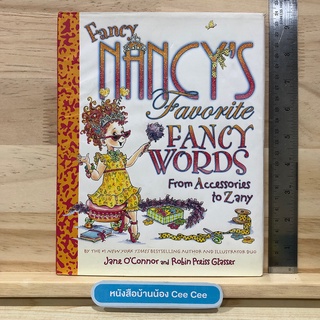 Fancy
NANCY'S
Favorite
FANCY
WORDS
From Accessories
to Zany
BY THE #1 NEW YORK TIMES BESTSELLING AUTHOR AND ILLUSTRATOR DUO
Jane O'Connor and Robin Preiss Glasser
หนังสือบ้านน้อง Cee Cee